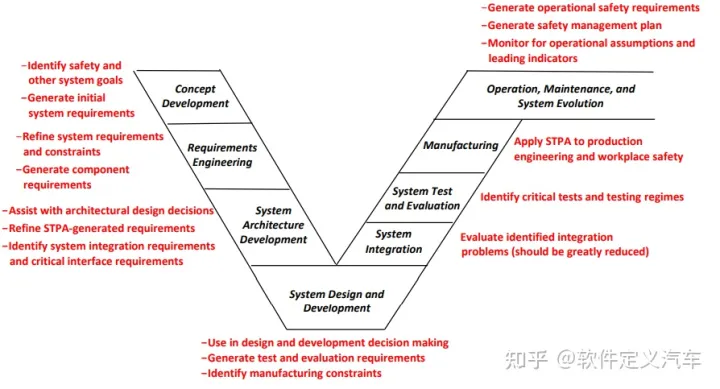 −Identify safety and
other system goals
−Generate initial
system requirements
−Refine system requirements
and constraints
−Generate component
requirements
−Assist with architectural design decisions
−Refine STPA-generated requirements
−Identify system integration requirements
and critical interface requirements
Concept
Development
Requirements
Engineering
System
Architecture
Development
System Design and
Development
−Use in design and development decision making
−Generate test and evaluation requirements
−Identify manufacturing constraints
System
Integration
Evaluate identified integration
problems (should be greatly reduced)
System Test
and Evaluation
Identify critical tests and testing regimes
Manufacturing
Apply STPA to production
engineering and workplace safety
Operation, Maintenance, and
System Evolution
−Generate operational safety requirements
−Generate safety management plan
−Monitor for operational assumptions and
leading indicators
知乎 @软件定义汽车